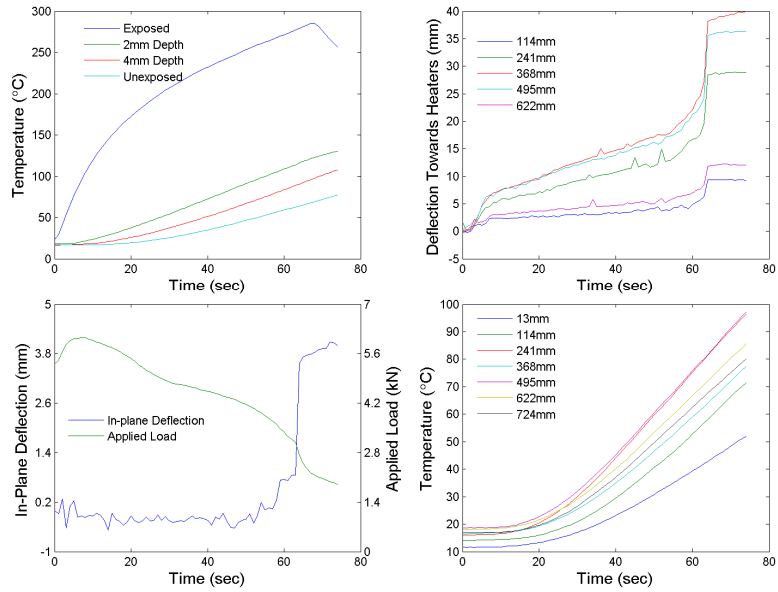 300
250
200
150
100
50
0
Temperature (°C)
Exposed
2mm Depth
4mm Depth
Unexposed
0 20 40 60 80
Time (sec)
40
35
30
25
20
15
10
5
0
-5
Deflection Towards Heaters (mm)
114mm
241mm
368mm
495mm
622mm
0 20 40 60 80
Time (sec)
5
3.8
2.6
1.4
0.2
-1
In-Plane Deflection (mm)
In-plane Deflection
Applied Load
7
5.6
4.2
2.8
1.4
0
Applied Load (kN)
0 20 40 60 80
Time (sec)
100
90
80
70
60
50
40
30
20
10
Temperature (°C)
13mm
114mm
241mm
368mm
495mm
622mm
724mm
0 20 40 60 80
Time (sec)